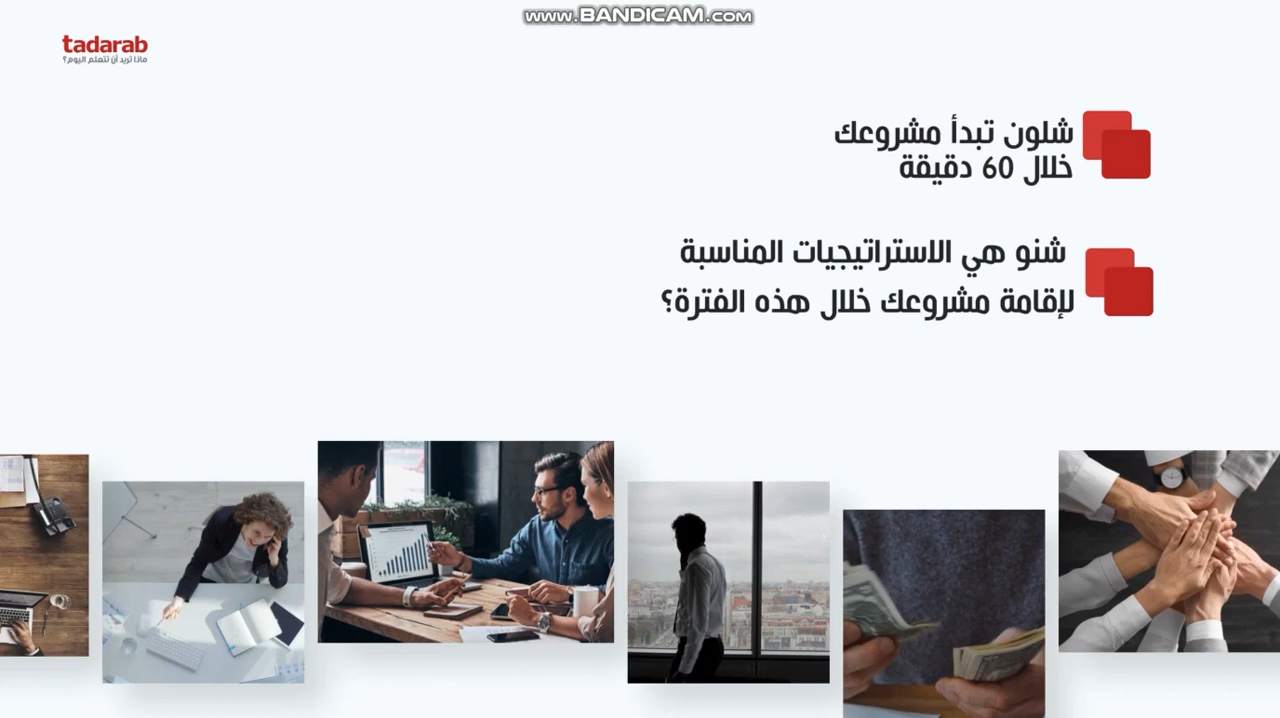 www.BANDICAM.com
tadarab
ماذا تريد أن تتعلم اليوم؟
شلون تبدأ مشروعك
خلال 60 دقيقة
شنو هي الاستراتيجيات المناسبة
لإقامة مشروعك خلال هذه الفترة؟